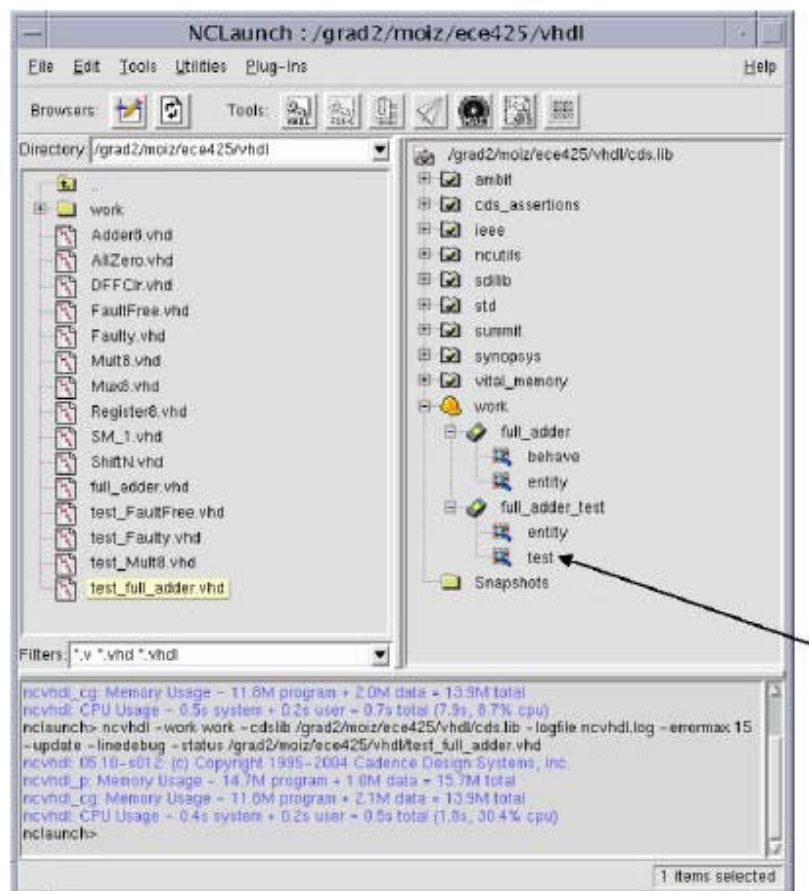 NCLaunch : /grad2/moiz/ece425/vhdl
File Edit Tools Utilities Plug-Ins Help
Browsers: Tools:
Directory: /grad2/moiz/ece425/vhdl
..
work
Adder8.vhd
AllZero.vhd
DFFClr.vhd
FaultFree.vhd
Faulty.vhd
Mult8.vhd
Mux8.vhd
Register8.vhd
SM_1.vhd
ShiftN.vhd
full_adder.vhd
test_FaultFree.vhd
test_Faulty.vhd
test_Mult8.vhd
test_full_adder.vhd
Filters: *.v *.vhd *.vhdl
/grad2/moiz/ece425/vhdl/cds.lib
ambit
cds_assertions
ieee
ncutils
sdilib
std
summit
synopsys
vital_memory
work
full_adder
behave
entity
full_adder_test
entity
test
Snapshots
ncvhdl_cg: Memory Usage - 11.8M program + 2.0M data = 13.9M total
ncvhdl: CPU Usage - 0.5s system + 0.2s user = 0.7s total (7.9s, 8.7% cpu)
nclaunch> ncvhdl -work work -cdslib /grad2/moiz/ece425/vhdl/cds.lib -logfile ncvhdl.log -errormax 15
-update -linedebug -status /grad2/moiz/ece425/vhdl/test_full_adder.vhd
ncvhdl: 05.10-s012: (c) Copyright 1995-2004 Cadence Design Systems, Inc.
ncvhdl_p: Memory Usage - 14.7M program + 1.0M data = 15.7M total
ncvhdl_cg: Memory Usage - 11.8M program + 2.1M data = 13.9M total
ncvhdl: CPU Usage - 0.4s system + 0.2s user = 0.5s total (1.8s, 30.4% cpu)
nclaunch>
1 items selected